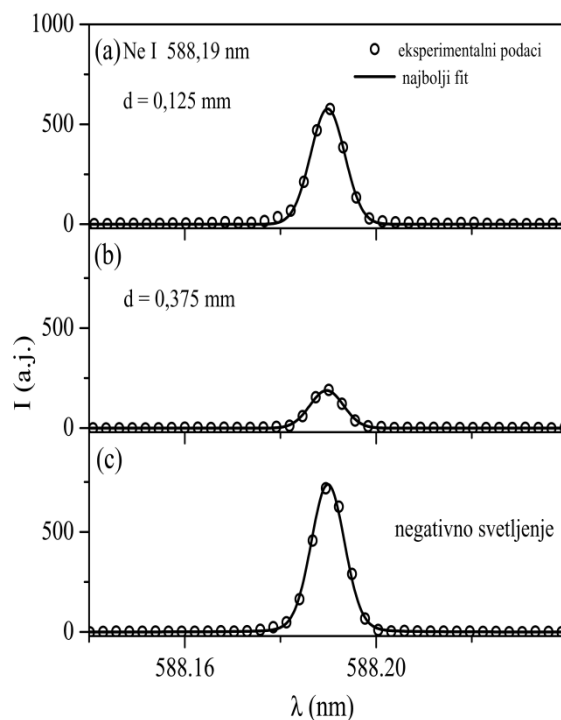 1000
(a) Ne I 588,19 nm
eksperimentalni podaci
najbolji fit
d = 0,125 mm
500
0
(b)
d = 0,375 mm
500
0
(c)
500
negativno svetljenje
0
588.16
588.20
I (a.j.)
λ (nm)